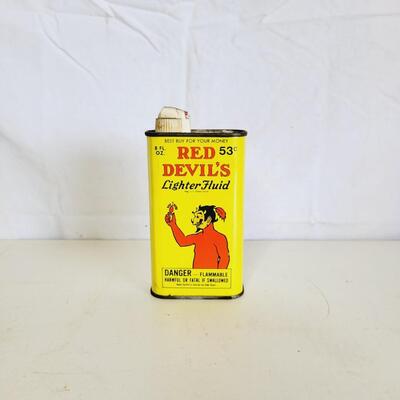 BEST BUY FOR YOUR MONEY
8 FL. OZ. RED 53¢
DEVIL'S
Lighter Fluid
DANGER -- FLAMMABLE
HARMFUL OR FATAL IF SWALLOWED